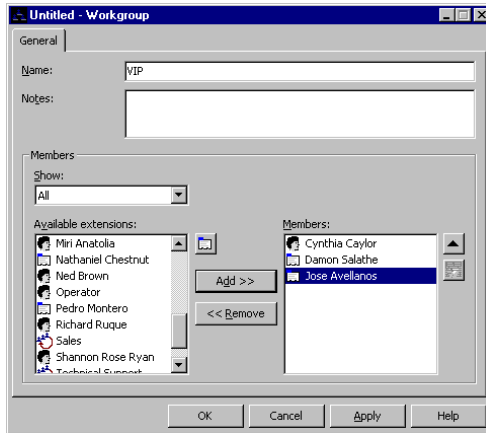 Untitled - Workgroup
General
Name:
VIP
Notes:
Members
Show:
All
Available extensions:
Miri Anatolia
Nathaniel Chestnut
Ned Brown
Operator
Pedro Montero
Richard Ruque
Sales
Shannon Rose Ryan
Technical Support
Add >>
<< Remove
Members:
Cynthia Caylor
Damon Salathe
Jose Avellanos
OK
Cancel
Apply
Help